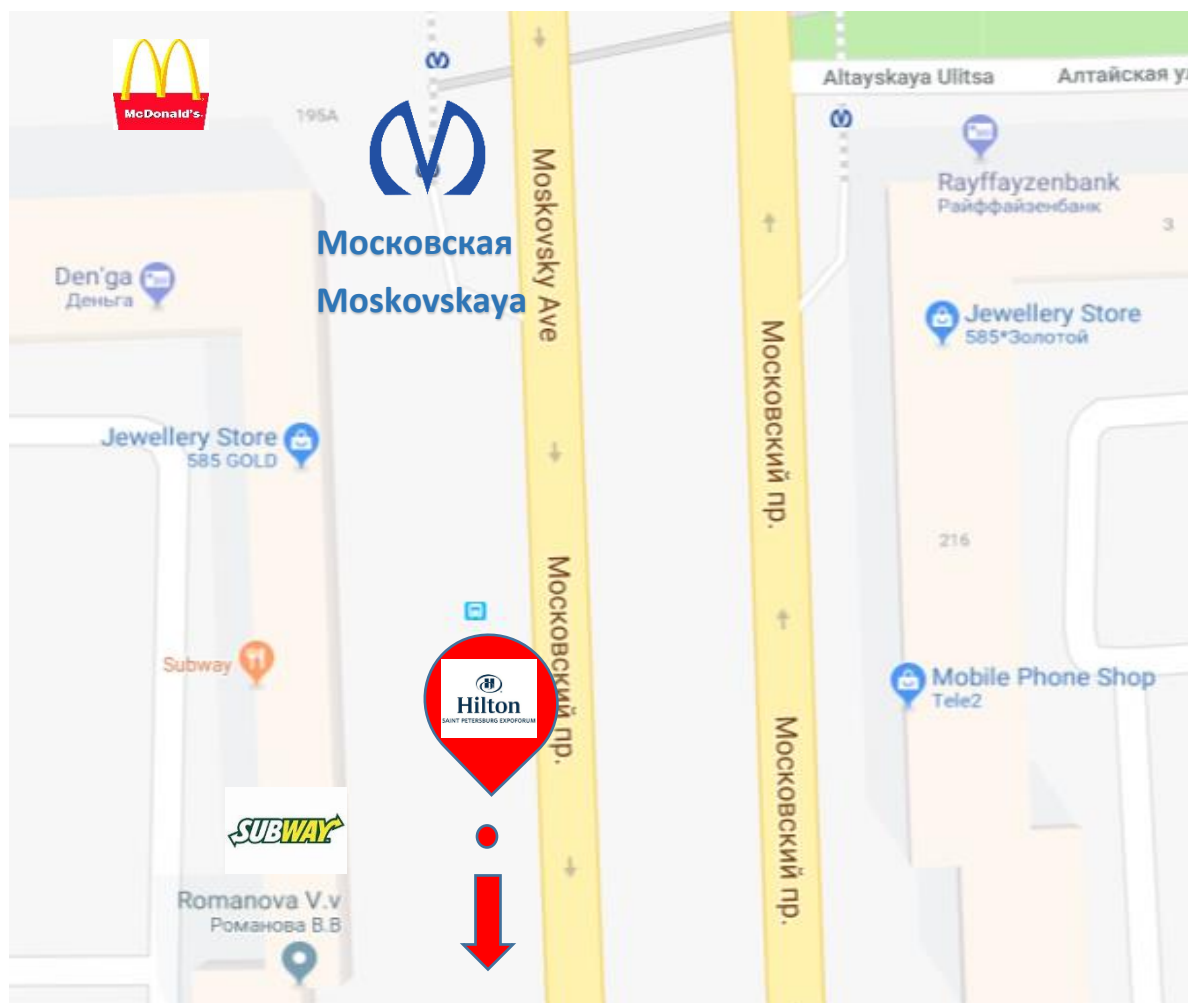 McDonald's.
195A
Московская
Moskovskaya
Moskovsky Ave
Altayskaya Ulitsa
Алтайская ул
Rayffayzenbank
Райффайзенбанк
3
Den'ga
Деньга
Jewellery Store
585*Золотой
Московский пр.
Jewellery Store
585 GOLD
216
Московский пр.
Subway
Hilton
SAINT PETERSBURG EXPOFORUM
Mobile Phone Shop
Tele2
Московский пр.
SUBWAY
Romanova V.v
Романова В.В